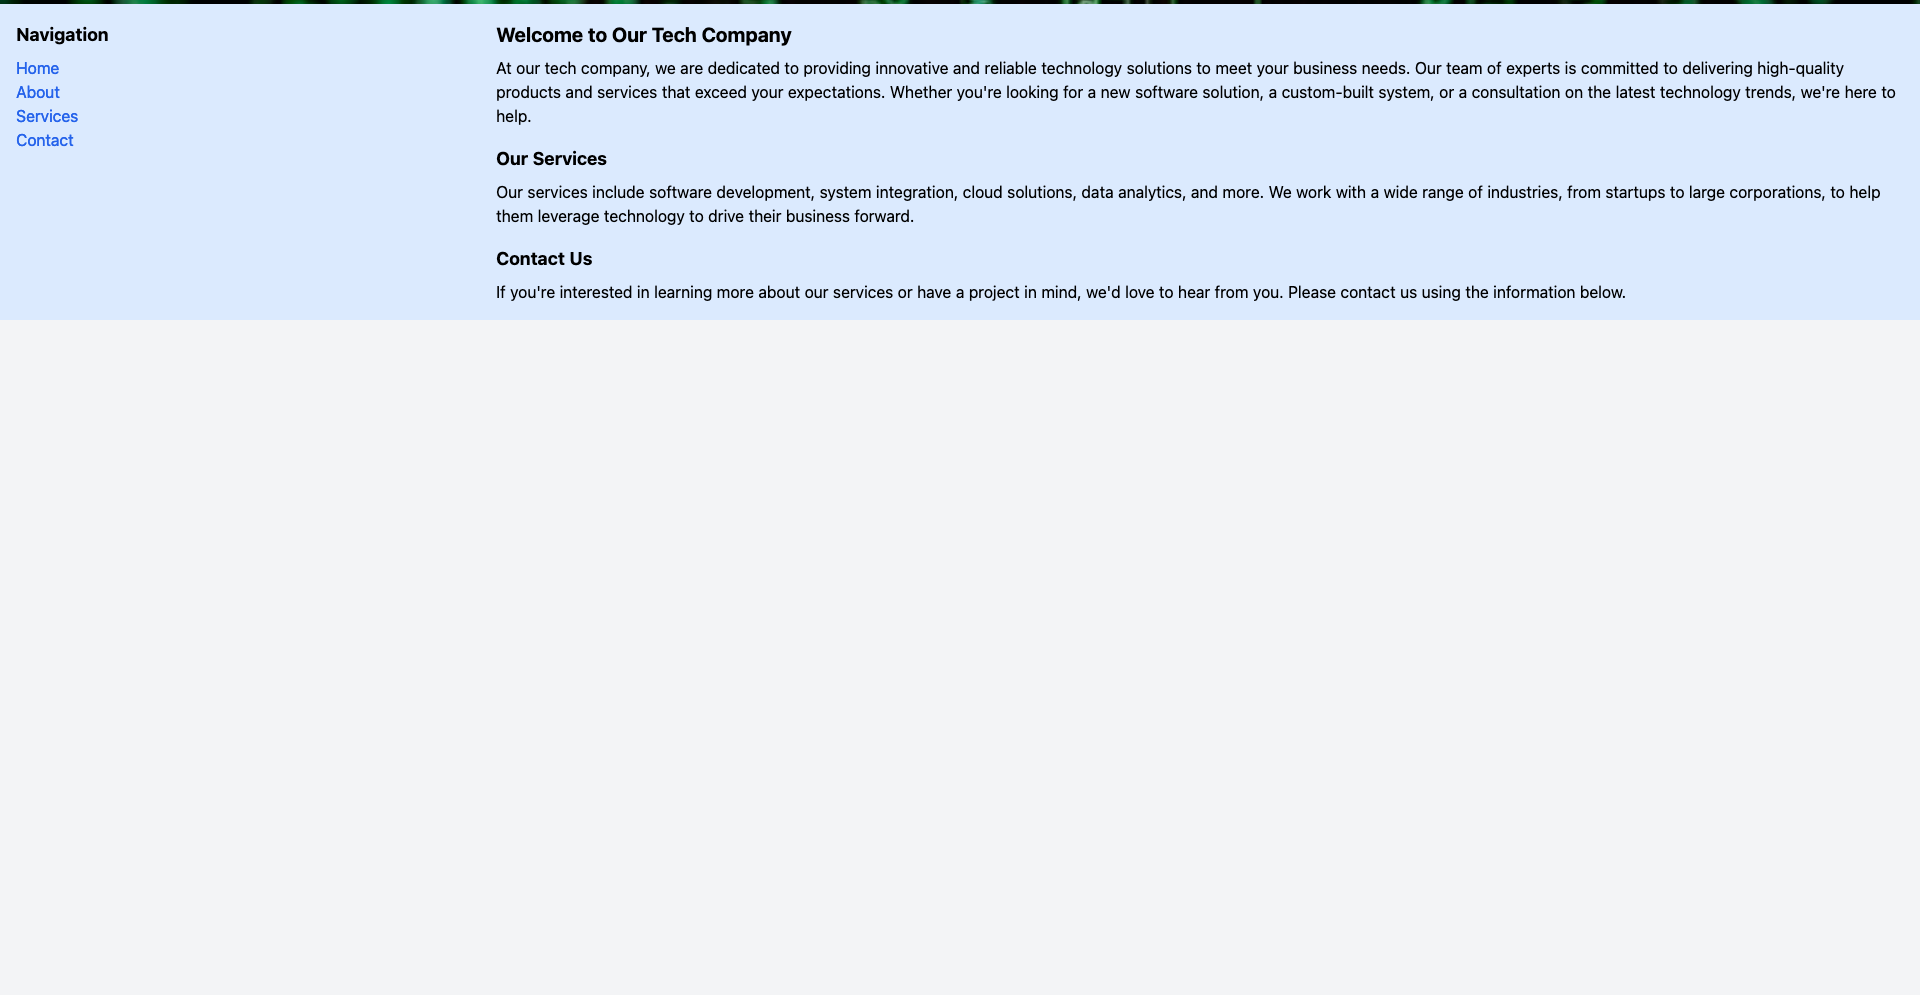 Navigation
Home
About
Services
Contact
Welcome to Our Tech Company
At our tech company, we are dedicated to providing innovative and reliable technology solutions to meet your business needs. Our team of experts is committed to delivering high-quality
products and services that exceed your expectations. Whether you're looking for a new software solution, a custom-built system, or a consultation on the latest technology trends, we're here to
help.
Our Services
Our services include software development, system integration, cloud solutions, data analytics, and more. We work with a wide range of industries, from startups to large corporations, to help
them leverage technology to drive their business forward.
Contact Us
If you're interested in learning more about our services or have a project in mind, we'd love to hear from you. Please contact us using the information below.